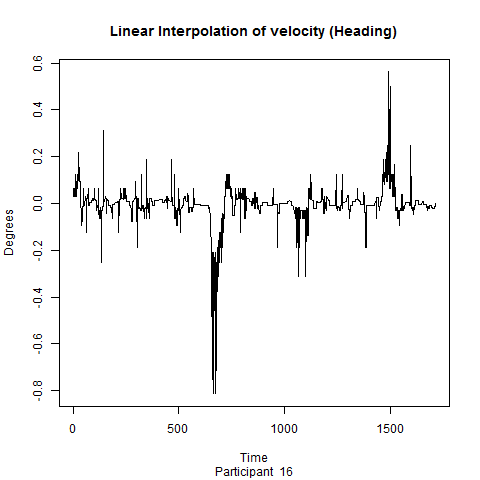 Linear Interpolation of velocity (Heading)
0.6
0.4
0.2
0.0
-0.2
-0.4
-0.6
-0.8
Degrees
0 500 1000 1500
Time
Participant 16